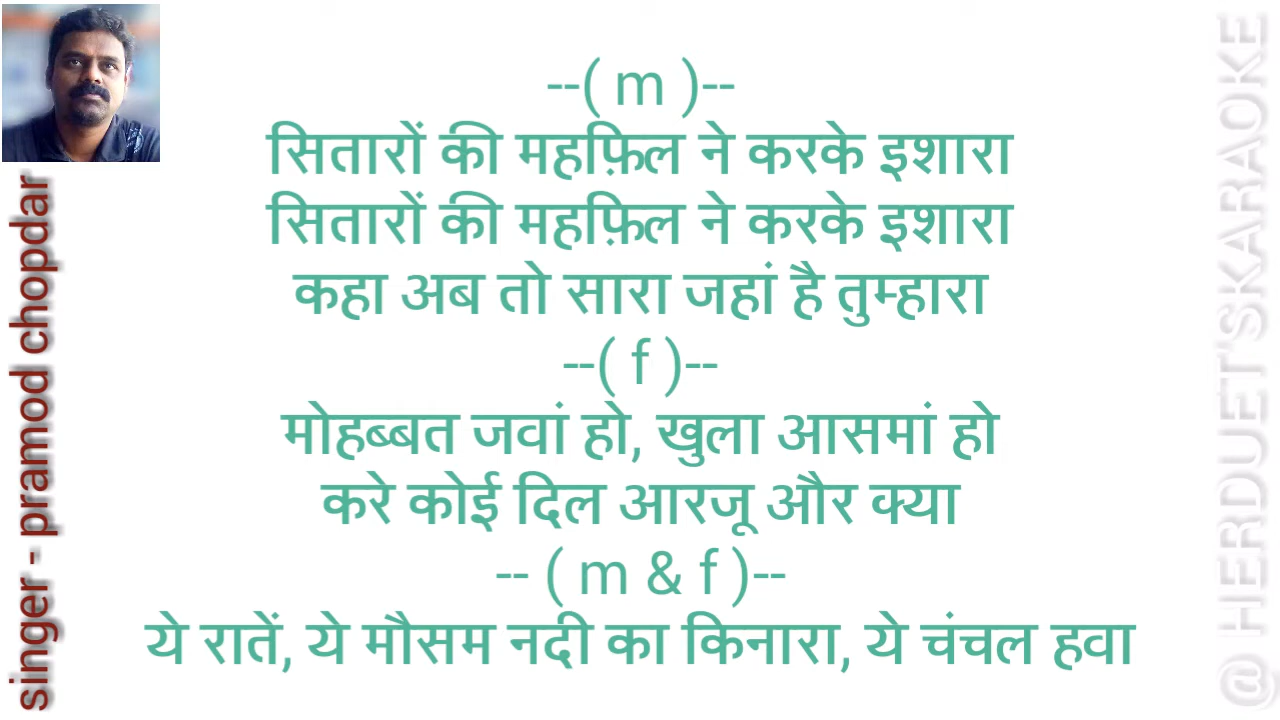 --( m )--
सितारों की महफ़िल ने करके इशारा
सितारों की महफ़िल ने करके इशारा
कहा अब तो सारा जहां है तुम्हारा
--( f )--
मोहब्बत जवां हो, खुला आसमां हो
करे कोई दिल आरजू और क्या
-- ( m & f )--
ये रातें, ये मौसम नदी का किनारा, ये चंचल हवा
singer - pramod chopdar
@ HERDUET'SKARAOKE